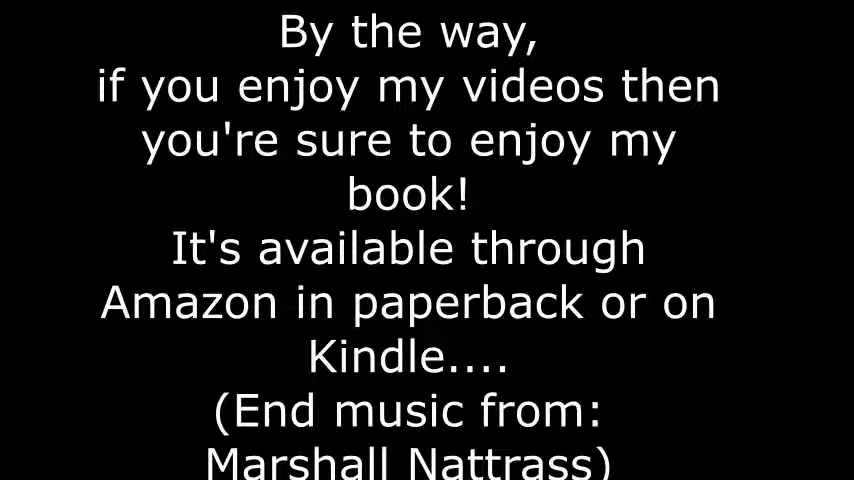 By the way,
if you enjoy my videos then
you're sure to enjoy my
book!
It's available through
Amazon in paperback or on
Kindle....
(End music from:
Marshall Nattrass)